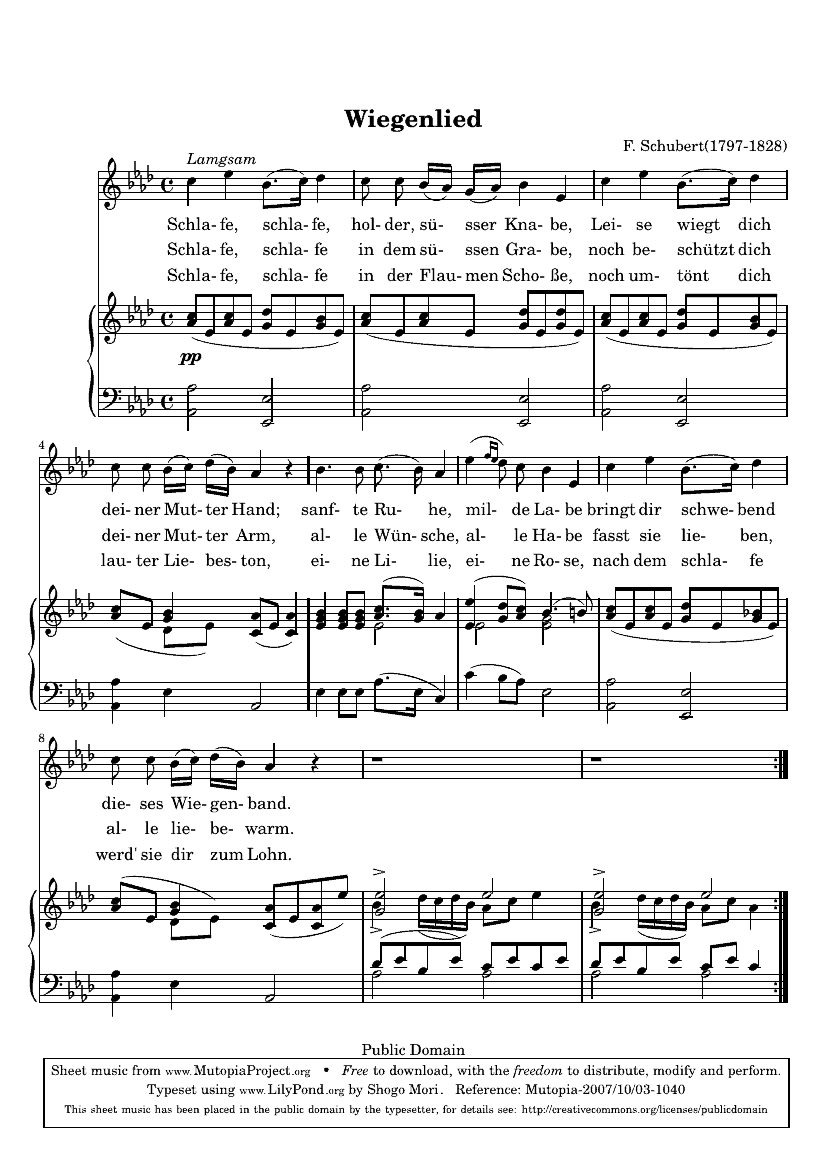 Wiegenlied
F. Schubert(1797-1828)
Lamgsam
Schla- fe, schla- fe, hol- der, sü- sser Kna- be, Lei- se wiegt dich
Schla- fe, schla- fe in dem sü- ssen Gra- be, noch be- schützt dich
Schla- fe, schla- fe in der Flau- men Scho- ße, noch um- tönt dich
pp
4
dei- ner Mut- ter Hand; sanf- te Ru- he, mil- de La- be bringt dir schwe- bend
dei- ner Mut- ter Arm, al- le Wün- sche, al- le Ha- be fasst sie lie- ben,
lau- ter Lie- bes- ton, ei- ne Li- lie, ei- ne Ro- se, nach dem schla- fe
8
die- ses Wie- gen- band.
al- le lie- be- warm.
werd' sie dir zum Lohn.
Public Domain
Sheet music from www.MutopiaProject.org • Free to download, with the freedom to distribute, modify and perform.
Typeset using www.LilyPond.org by Shogo Mori. Reference: Mutopia-2007/10/03-1040
This sheet music has been placed in the public domain by the typesetter, for details see: http://creativecommons.org/licenses/publicdomain